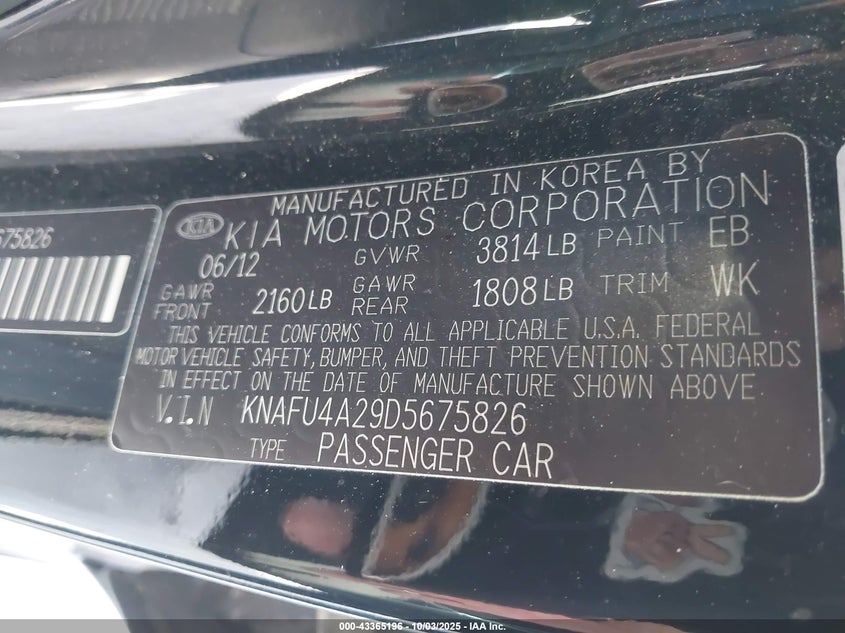 5675826
MANUFACTURED IN KOREA BY
KIA KIA MOTORS CORPORATION
06/12 GVWR 3814 LB PAINT EB
GAWR FRONT 2160 LB GAWR REAR 1808 LB TRIM WK
THIS VEHICLE CONFORMS TO ALL APPLICABLE U.S.A. FEDERAL
MOTOR VEHICLE SAFETY, BUMPER, AND THEFT PREVENTION STANDARDS
IN EFFECT ON THE DATE OF MANUFACTURE SHOWN ABOVE
V.I.N KNAFU4A29D5675826
TYPE PASSENGER CAR
000-43365196 - 10/03/2025 - IAA Inc.